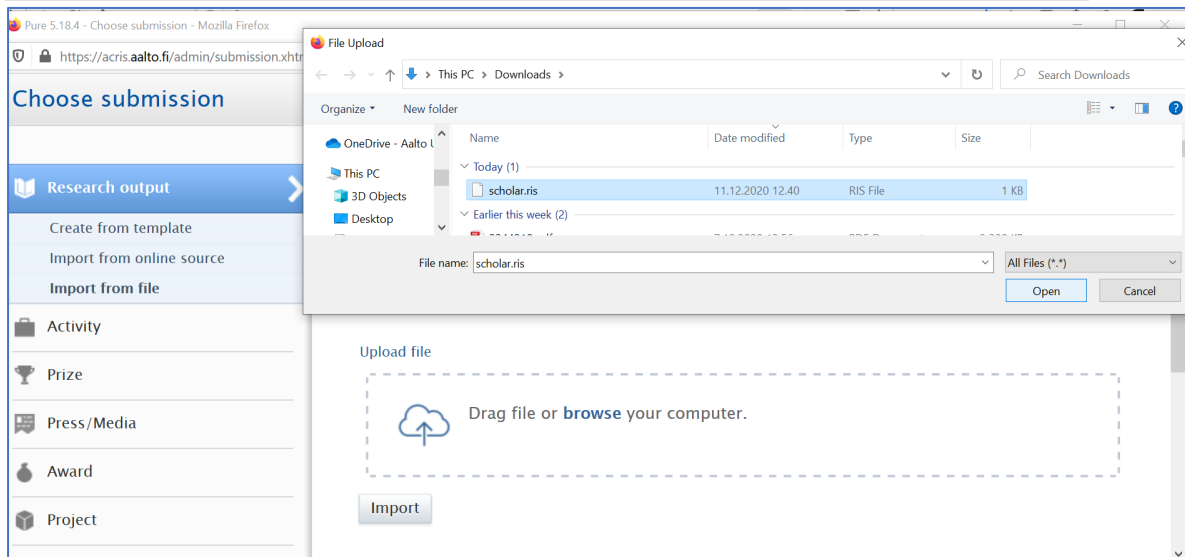 Pure 5.18.4 - Choose submission - Mozilla Firefox
https://acris.aalto.fi/admin/submission.xhtm
Choose submission
Research output
Create from template
Import from online source
Import from file
Activity
Prize
Press/Media
Award
Project
File Upload
This PC > Downloads >
Search Downloads
Organize
New folder
OneDrive - Aalto U
This PC
3D Objects
Desktop
Name Date modified Type Size
Today (1)
scholar.ris 11.12.2020 12.40 RIS File 1 KB
Earlier this week (2)
File name: scholar.ris All Files (*.*)
Open Cancel
Upload file
Drag file or browse your computer.
Import